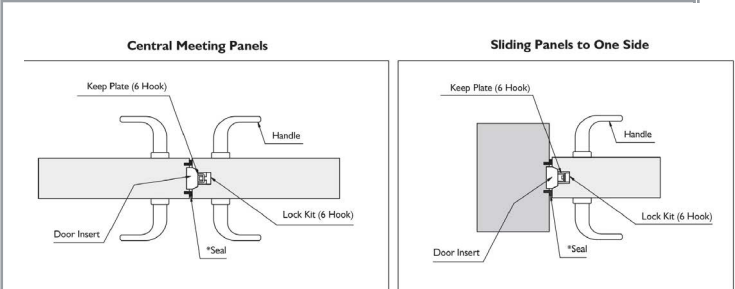 Central Meeting Panels
Keep Plate (6 Hook)
Handle
Lock Kit (6 Hook)
Door Insert
*Seal
Sliding Panels to One Side
Keep Plate (6 Hook)
Handle
Lock Kit (6 Hook)
*Seal
Door Insert